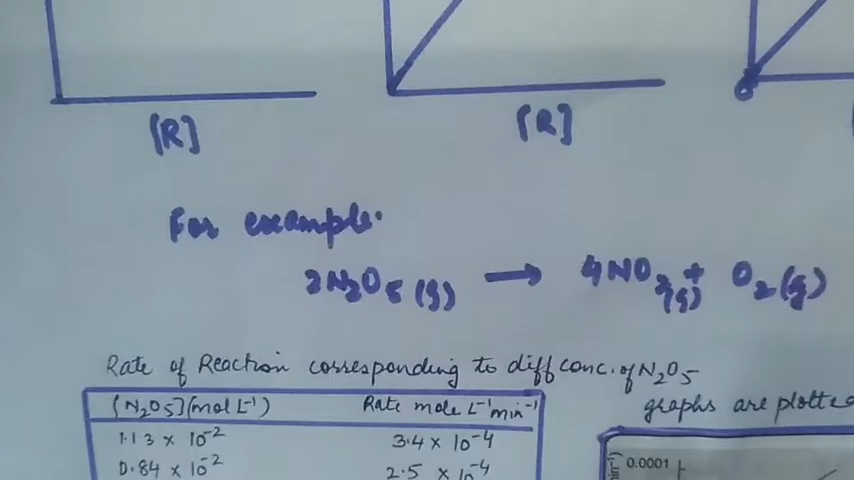 [R]
[R]
For example.
2N₂O₅ (g) → 4NO₂(g) + O₂(g)
Rate of Reaction corresponding to diff conc. of N₂O₅
[N₂O₅](mol L⁻¹) Rate mole L⁻¹ min⁻¹
1.13 x 10⁻² 3.4 x 10⁻⁴
0.84 x 10⁻² 2.5 x 10⁻⁴
graphs are plotted
0.0001